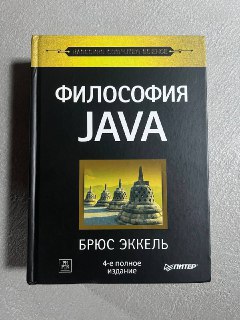 ФИЛОСОФИЯ
JAVA
БРЮС ЭККЕЛЬ
4-е полное
издание
ПИТЕР